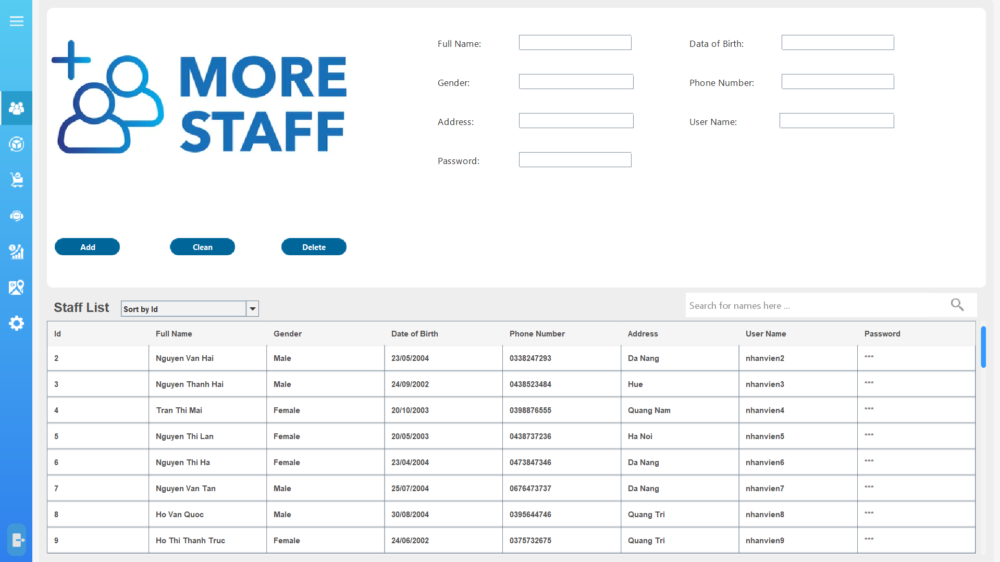 MORE
STAFF
Full Name:
Data of Birth:
Gender:
Phone Number:
Address:
User Name:
Password:
Add
Clean
Delete
Staff List
Sort by Id
Search for names here ...
Id Full Name Gender Date of Birth Phone Number Address User Name Password
2 Nguyen Van Hai Male 23/05/2004 0338247293 Da Nang nhanvien2 ***
3 Nguyen Thanh Hai Male 24/09/2002 0438523484 Hue nhanvien3 ***
4 Tran Thi Mai Female 20/10/2003 0398876555 Quang Nam nhanvien4 ***
5 Nguyen Thi Lan Female 20/05/2003 0438737236 Ha Noi nhanvien5 ***
6 Nguyen Thi Ha Female 23/04/2004 0473847346 Da Nang nhanvien6 ***
7 Nguyen Van Tan Male 25/07/2004 0676473737 Da Nang nhanvien7 ***
8 Ho Van Quoc Male 30/08/2004 0395644746 Quang Tri nhanvien8 ***
9 Ho Thi Thanh Truc Female 24/06/2002 0375732675 Quang Tri nhanvien9 ***